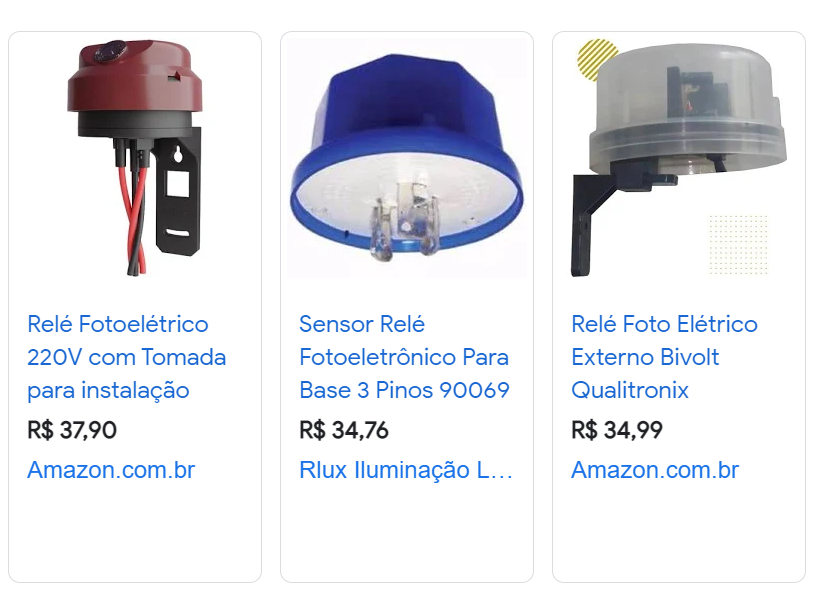 Relé Fotoelétrico
220V com Tomada
para instalação
R$ 37,90
Amazon.com.br
Sensor Relé
Fotoeletrônico Para
Base 3 Pinos 90069
R$ 34,76
Rlux Iluminação L...
Relé Foto Elétrico
Externo Bivolt
Qualitronix
R$ 34,99
Amazon.com.br